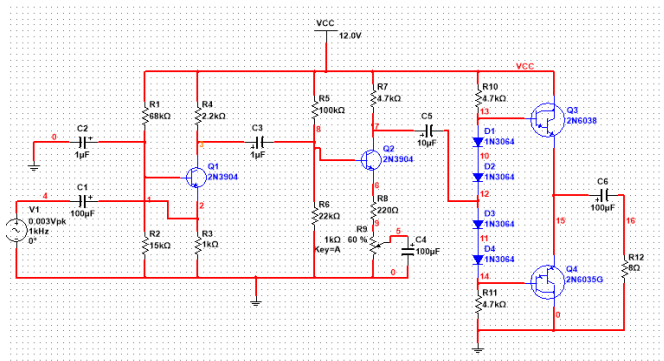 VCC
12.0V
VCC
R1
68kΩ
R4
2.2kΩ
R5
100kΩ
R7
4.7kΩ
R10
4.7kΩ
13
Q3
2N6038
0
C2
1µF
3
C3
1µF
8
7
C5
10µF
D1
1N3064
10
D2
1N3064
Q1
2N3904
Q2
2N3904
4
C1
100µF
1
2
6
12
V1
0.003Vpk
1kHz
0°
R2
15kΩ
R3
1kΩ
R6
22kΩ
R8
220Ω
9
R9
1kΩ
60 %
Key=A
5
C4
100µF
0
D3
1N3064
11
D4
1N3064
14
R11
4.7kΩ
15
C6
100µF
16
R12
8Ω
Q4
2N6035G
0